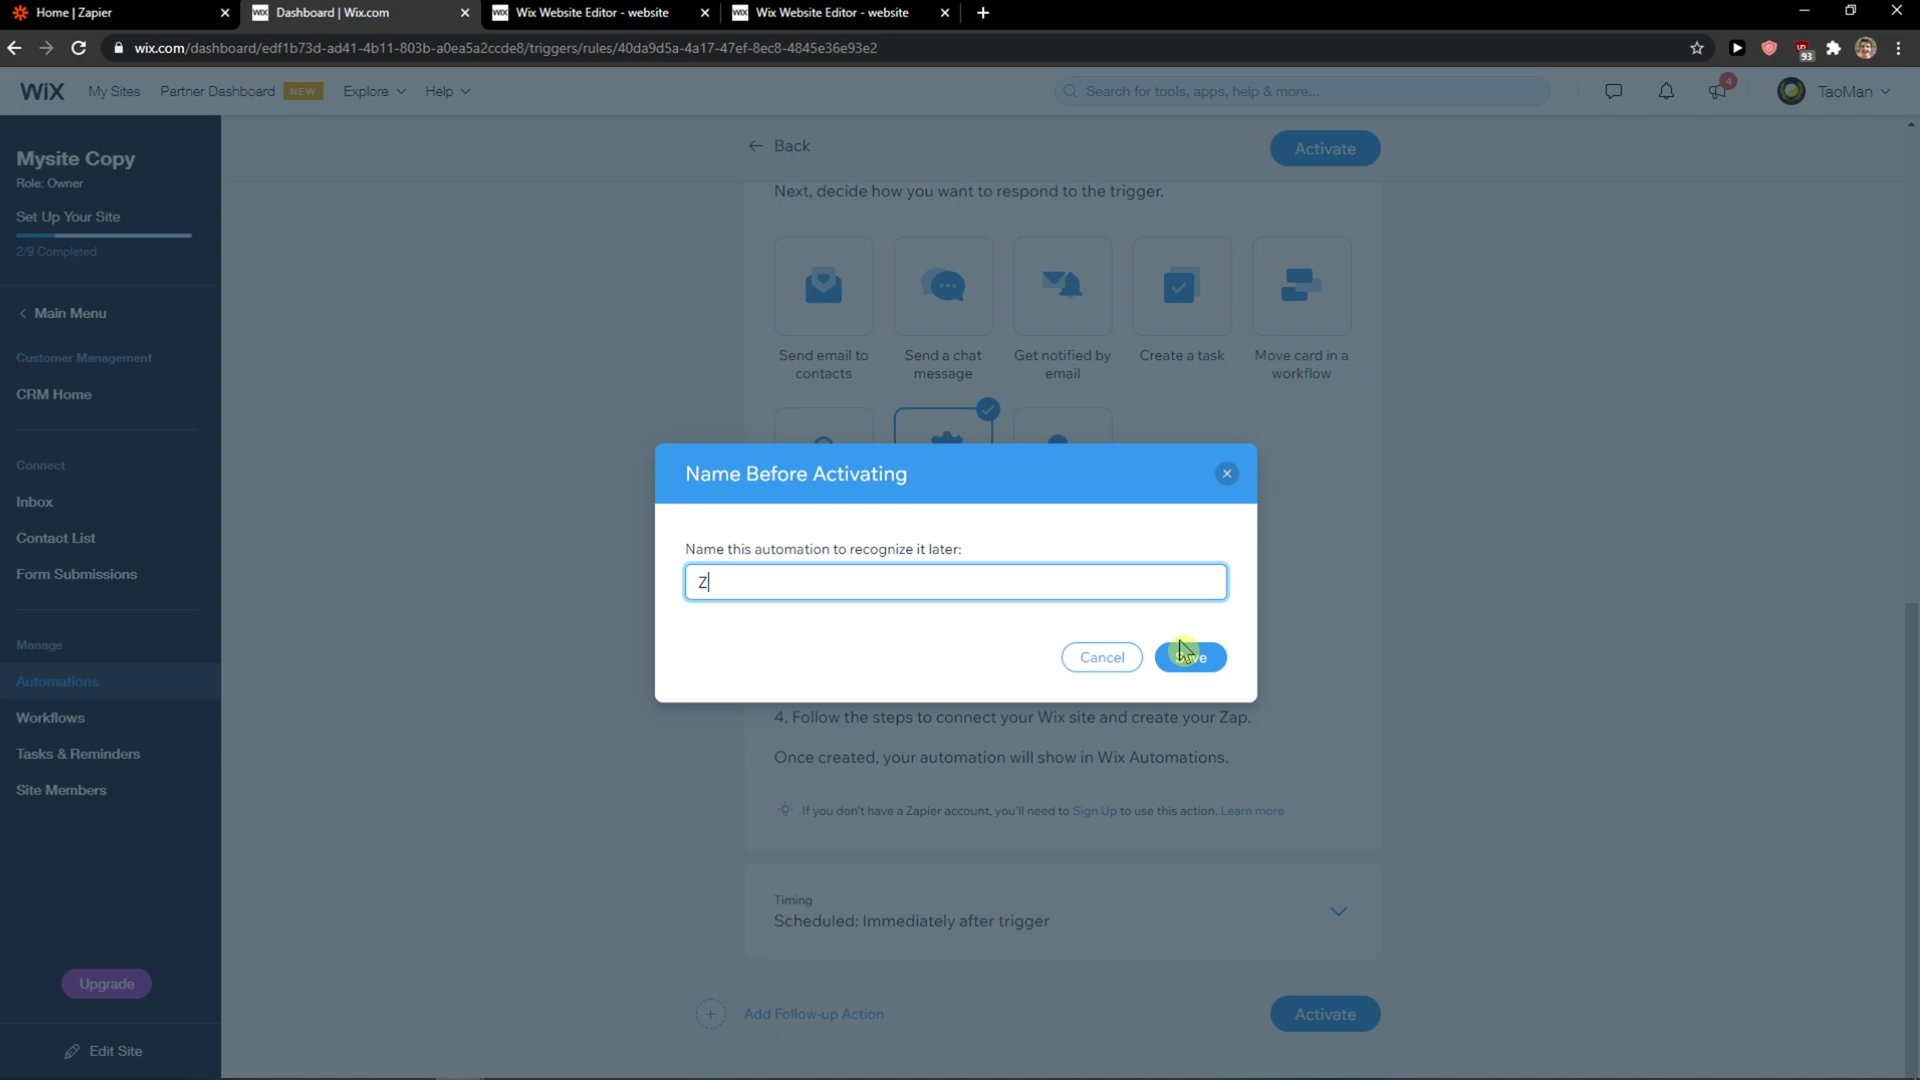 Home | Zapier
Dashboard | Wix.com
Wix Website Editor - website
Wix Website Editor - website
wix.com/dashboard/edf1b73d-ad41-4b11-803b-a0ea5a2ccde8/triggers/rules/40da9d5a-4a17-47ef-8ec8-4845e36e93e2
93
WiX
My Sites
Partner Dashboard
NEW
Explore
Help
Search for tools, apps, help & more...
4
TaoMan
Mysite Copy
Role: Owner
Set Up Your Site
2/9 Completed
Main Menu
Customer Management
CRM Home
Connect
Inbox
Contact List
Form Submissions
Manage
Automations
Workflows
Tasks & Reminders
Site Members
Upgrade
Edit Site
Back
Activate
Next, decide how you want to respond to the trigger.
Send email to contacts
Send a chat message
Get notified by email
Create a task
Move card in a workflow
Name Before Activating
Name this automation to recognize it later:
Z
Cancel
4. Follow the steps to connect your Wix site and create your Zap.
Once created, your automation will show in Wix Automations.
If you don't have a Zapier account, you'll need to Sign Up to use this action. Learn more
Timing
Scheduled: Immediately after trigger
Add Follow-up Action
Activate